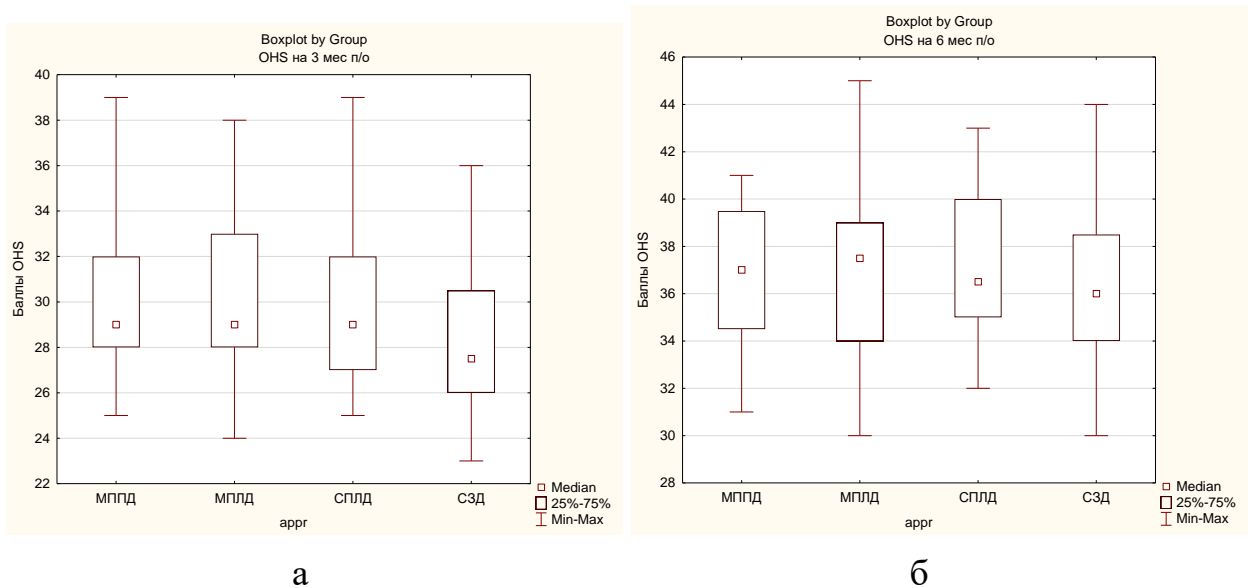 Boxplot by Group
OHS на 3 мес п/о
40
38
36
34
32
30
28
26
24
22
Баллы OHS
МППД
МПЛД
СПЛД
СЗД
appr
Median
25%-75%
Min-Max
а
Boxplot by Group
OHS на 6 мес п/о
46
44
42
40
38
36
34
32
30
28
Баллы OHS
МППД
МПЛД
СПЛД
СЗД
appr
Median
25%-75%
Min-Max
б